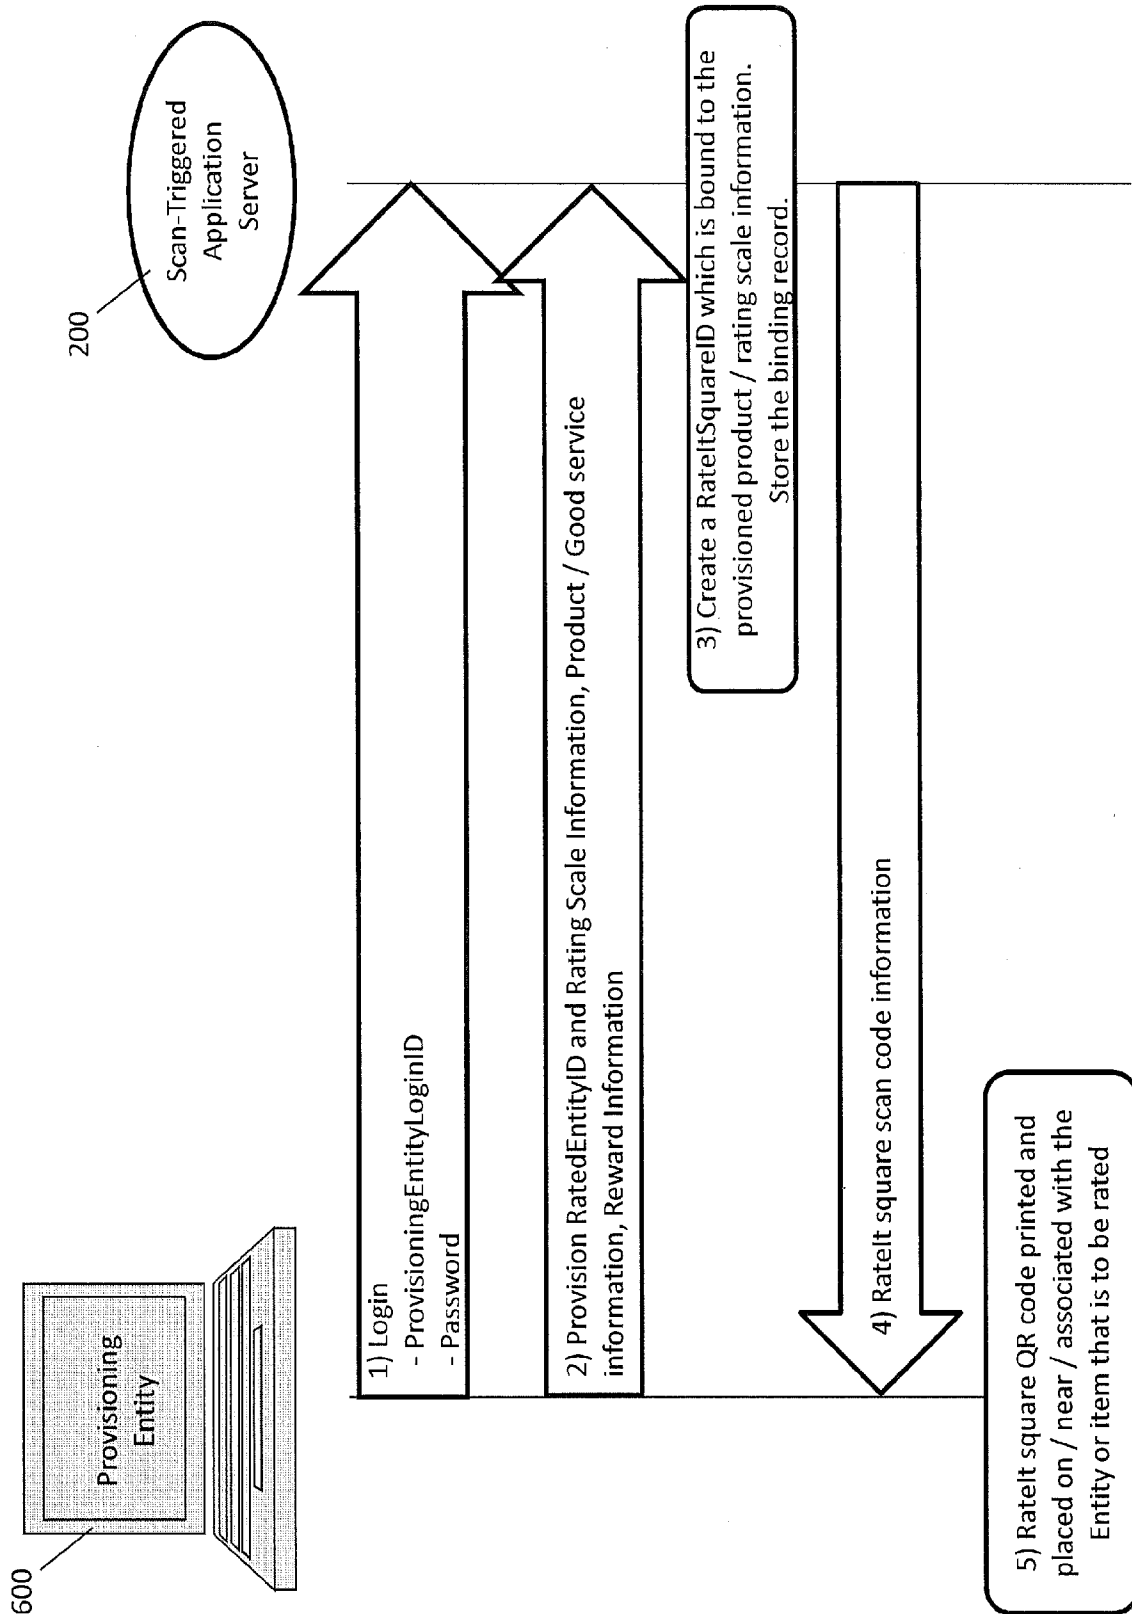 600
Provisioning
Entity
200
Scan-Triggered
Application
Server
1) Login
- ProvisioningEntityLoginID
- Password
2) Provision RatedEntityID and Rating Scale Information, Product / Good service
information, Reward Information
3) Create a RateItSquareID which is bound to the
provisioned product / rating scale information.
Store the binding record.
4) RateIt square scan code information
5) RateIt square QR code printed and
placed on / near / associated with the
Entity or item that is to be rated